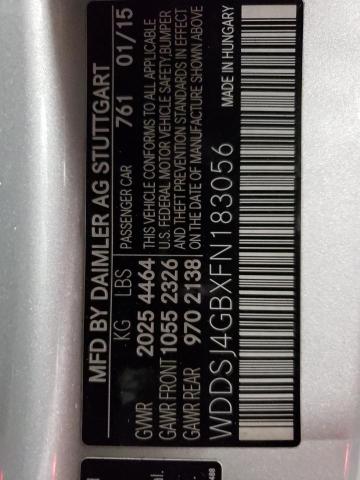 MFD BY DAIMLER AG STUTTGART
KG LBS PASSENGER CAR 761 01/15
GVWR 2025 4464 THIS VEHICLE CONFORMS TO ALL APPLICABLE
U.S. FEDERAL MOTOR VEHICLE SAFETY,BUMPER
GAWR FRONT 1055 2326 AND THEFT PREVENTION STANDARDS IN EFFECT
GAWR REAR 970 2138 ON THE DATE OF MANUFACTURE SHOWN ABOVE
WDDSJ4GBXFN183056
MADE IN HUNGARY